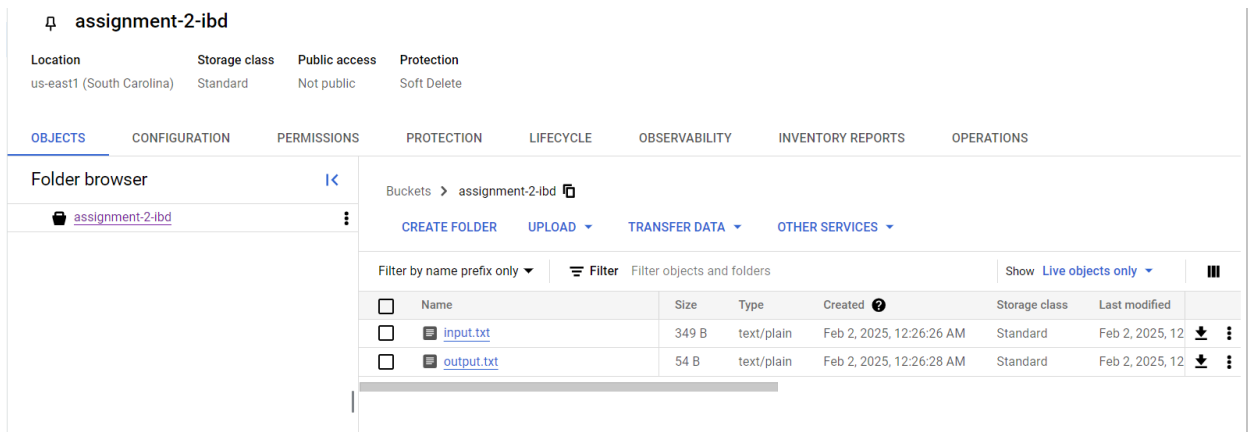 assignment-2-ibd
Location Storage class Public access Protection
us-east1 (South Carolina) Standard Not public Soft Delete
OBJECTS CONFIGURATION PERMISSIONS PROTECTION LIFECYCLE OBSERVABILITY INVENTORY REPORTS OPERATIONS
Folder browser
assignment-2-ibd
Buckets > assignment-2-ibd
CREATE FOLDER UPLOAD TRANSFER DATA OTHER SERVICES
Filter by name prefix only Filter Filter objects and folders Show Live objects only
Name Size Type Created Storage class Last modified
input.txt 349 B text/plain Feb 2, 2025, 12:26:26 AM Standard Feb 2, 2025, 12
output.txt 54 B text/plain Feb 2, 2025, 12:26:28 AM Standard Feb 2, 2025, 12